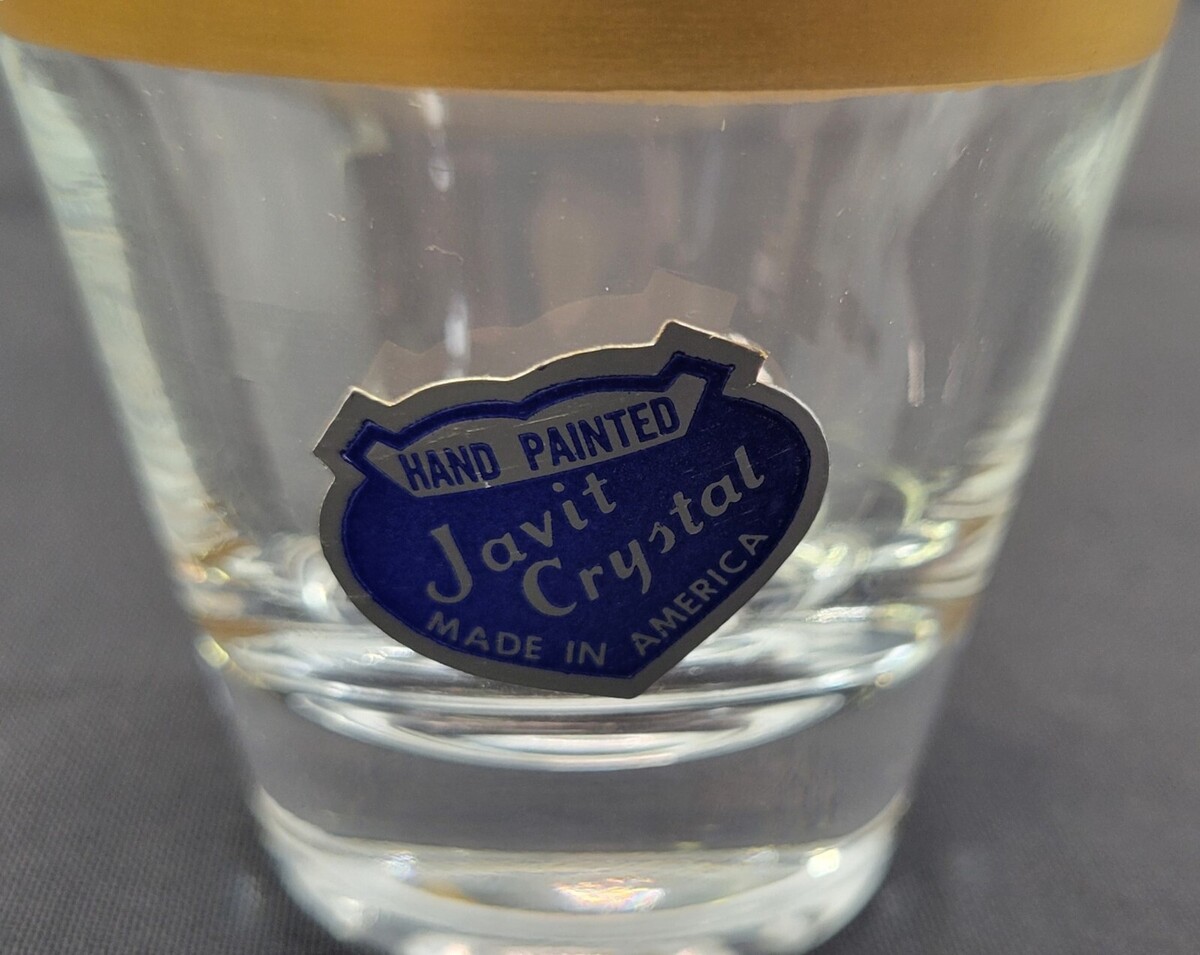 HAND PAINTED
Javit
Crystal
MADE IN AMERICA